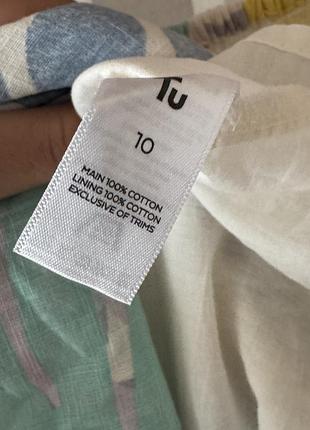 Tu
10
MAIN 100% COTTON
LINING 100% COTTON
EXCLUSIVE OF TRIMS